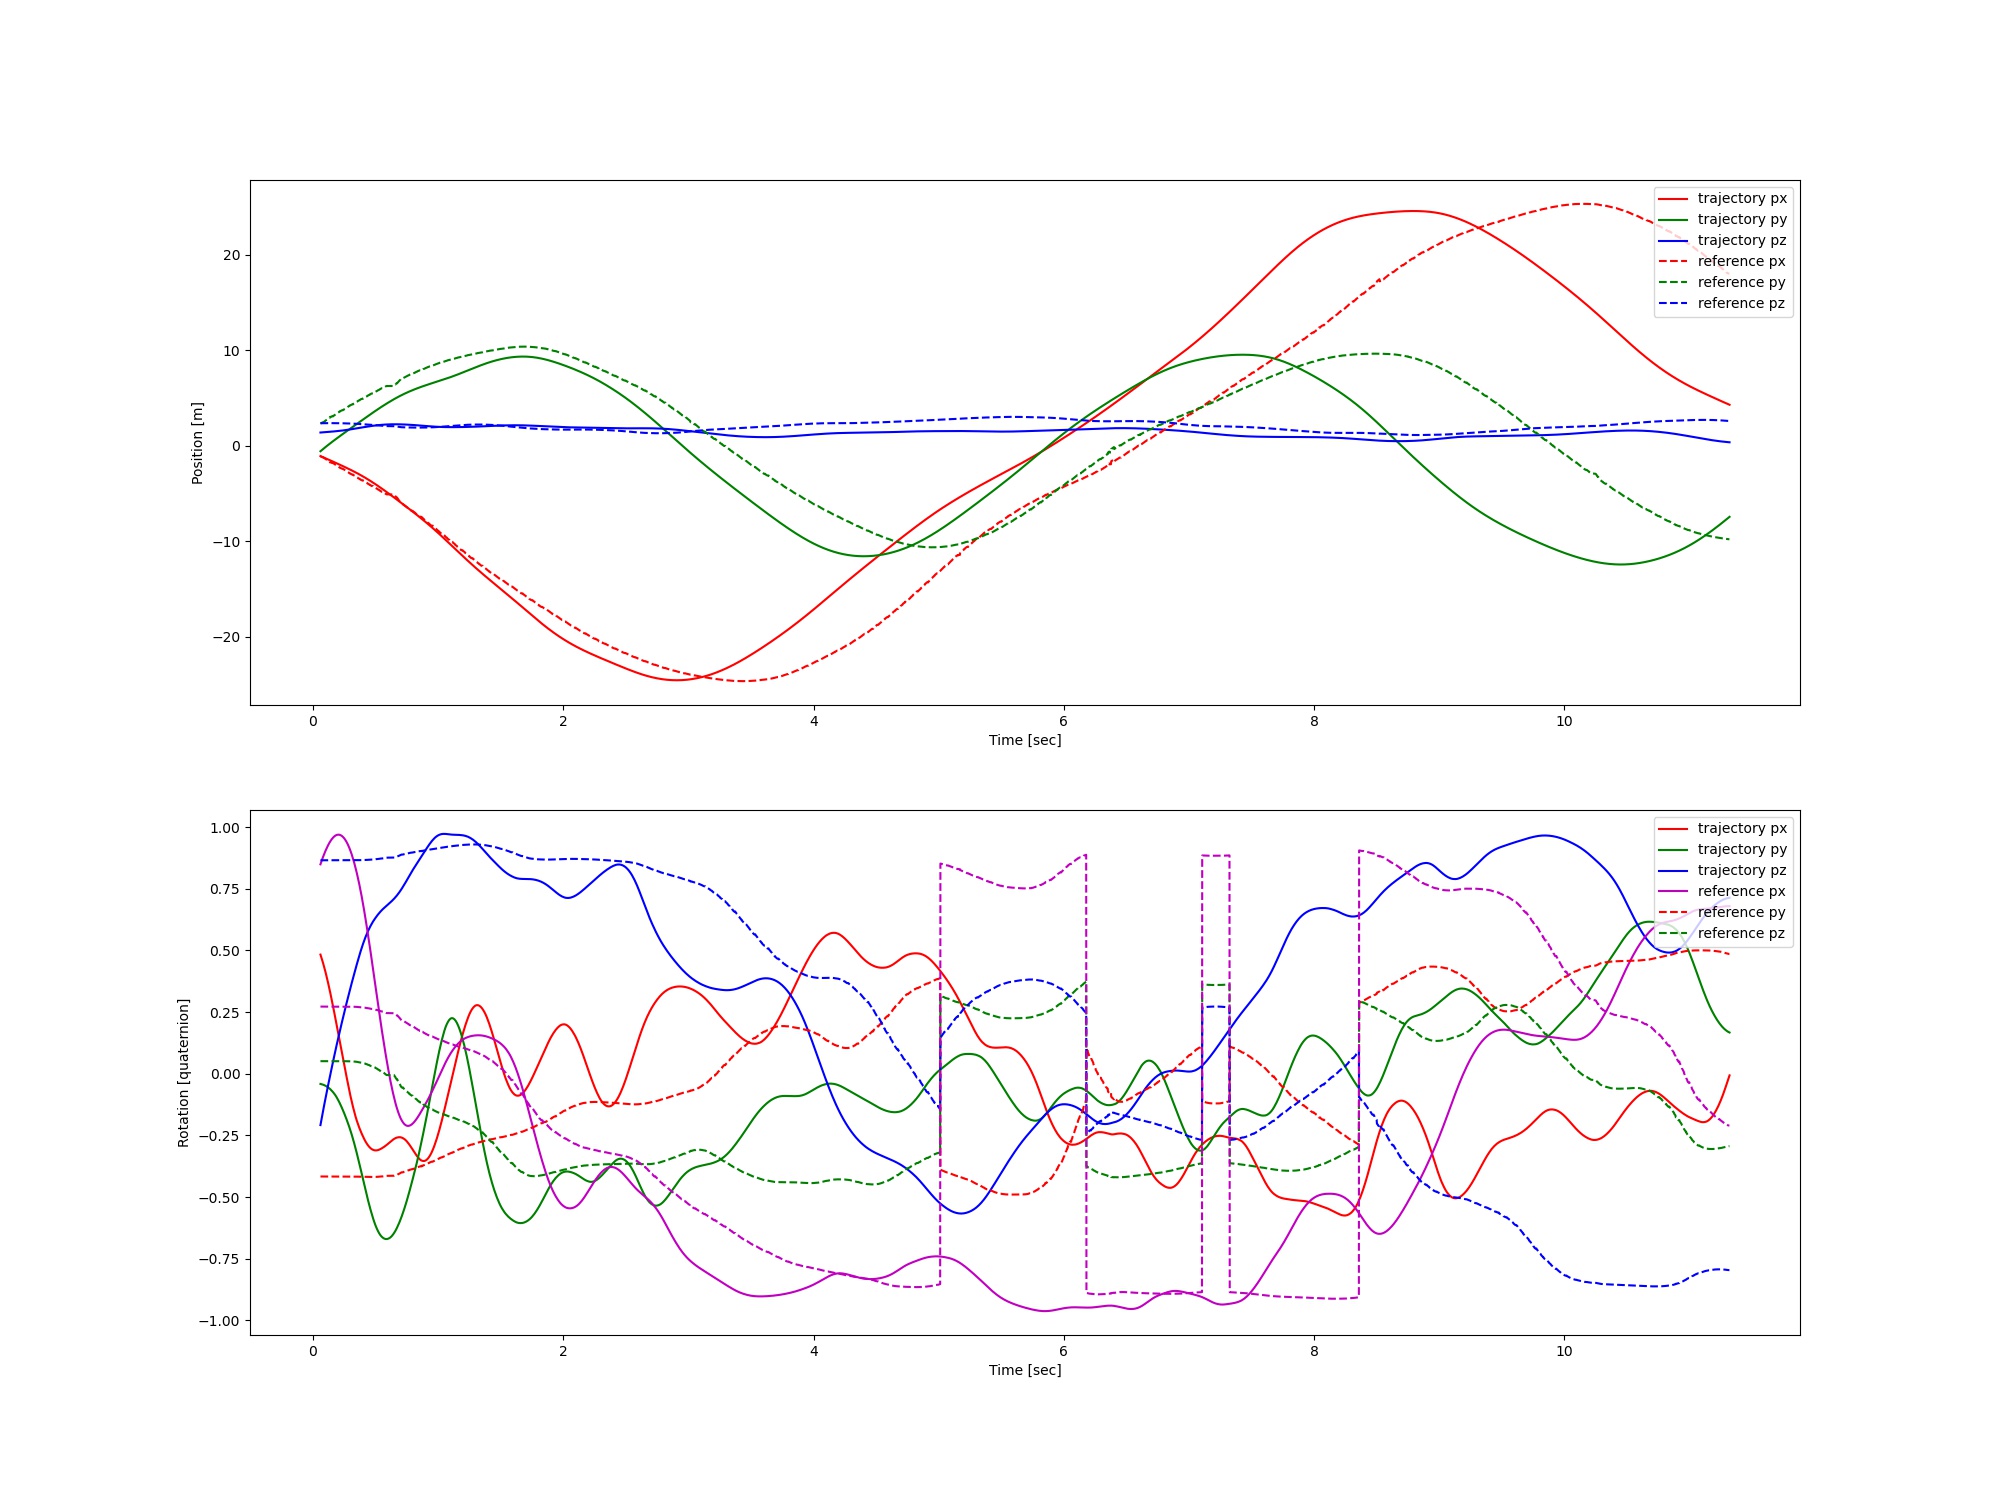 trajectory px
trajectory py
trajectory pz
reference px
reference py
reference pz
20
10
0
−10
−20
Position [m]
0 2 4 6 8 10
Time [sec]
trajectory px
trajectory py
trajectory pz
reference px
reference py
reference pz
1.00
0.75
0.50
0.25
0.00
−0.25
−0.50
−0.75
−1.00
Rotation [quaternion]
0 2 4 6 8 10
Time [sec]